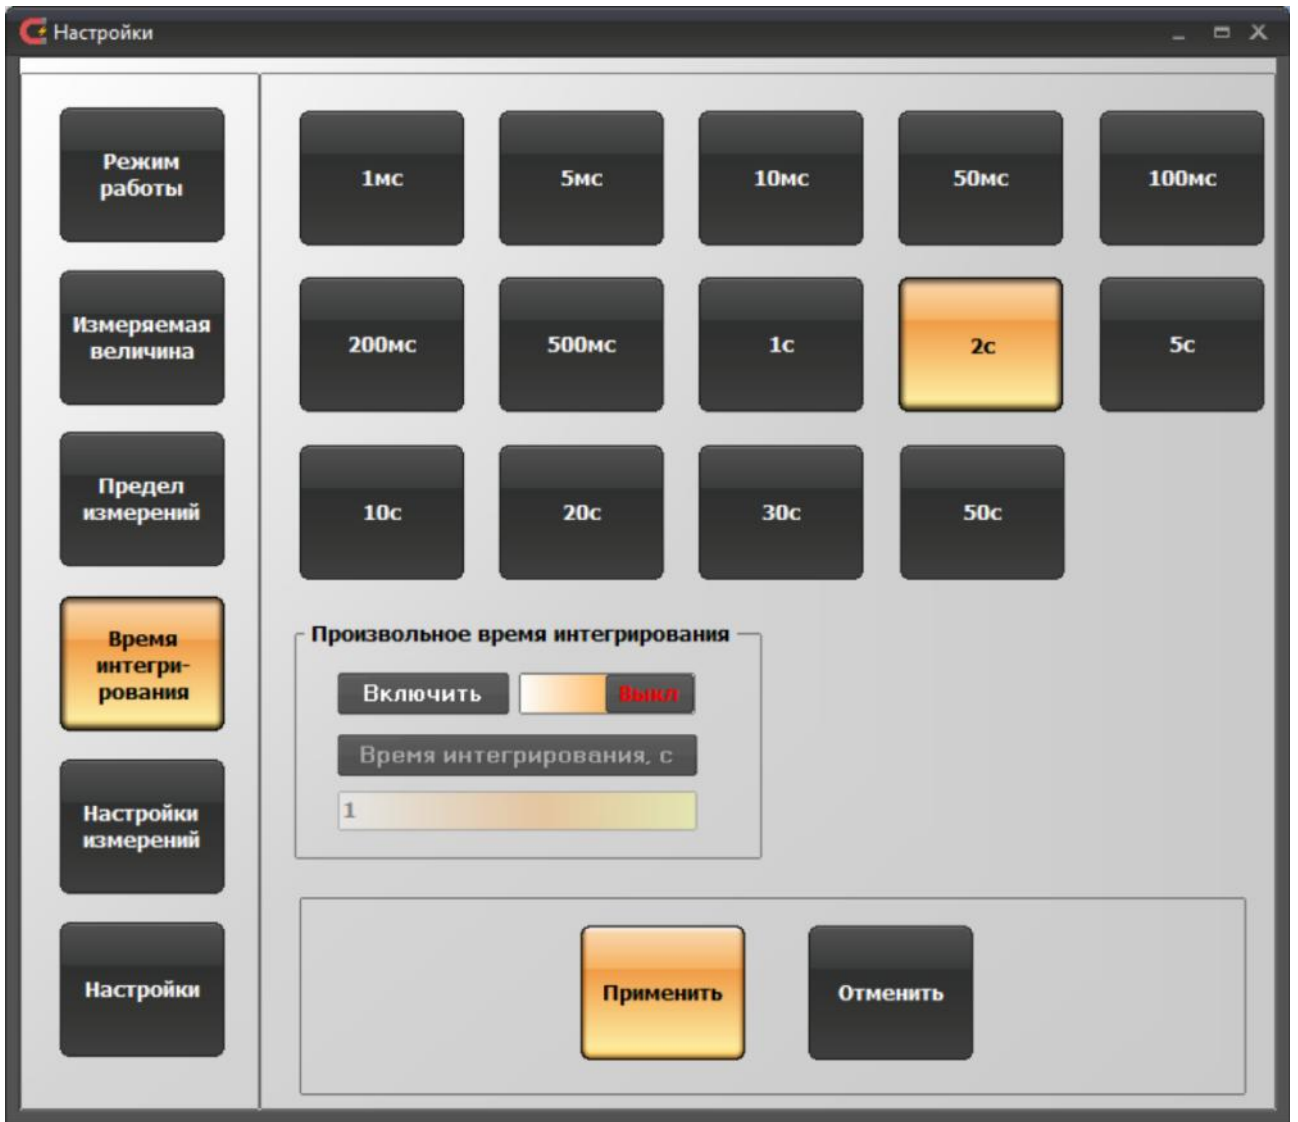 Настройки
Режим
работы
Измеряемая
величина
Предел
измерений
Время
интегри-
рования
Настройки
измерений
Настройки
1мс
5мс
10мс
50мс
100мс
200мс
500мс
1с
2с
5с
10с
20с
30с
50с
Произвольное время интегрирования
Включить
Выкл
Время интегрирования, с
1
Применить
Отменить